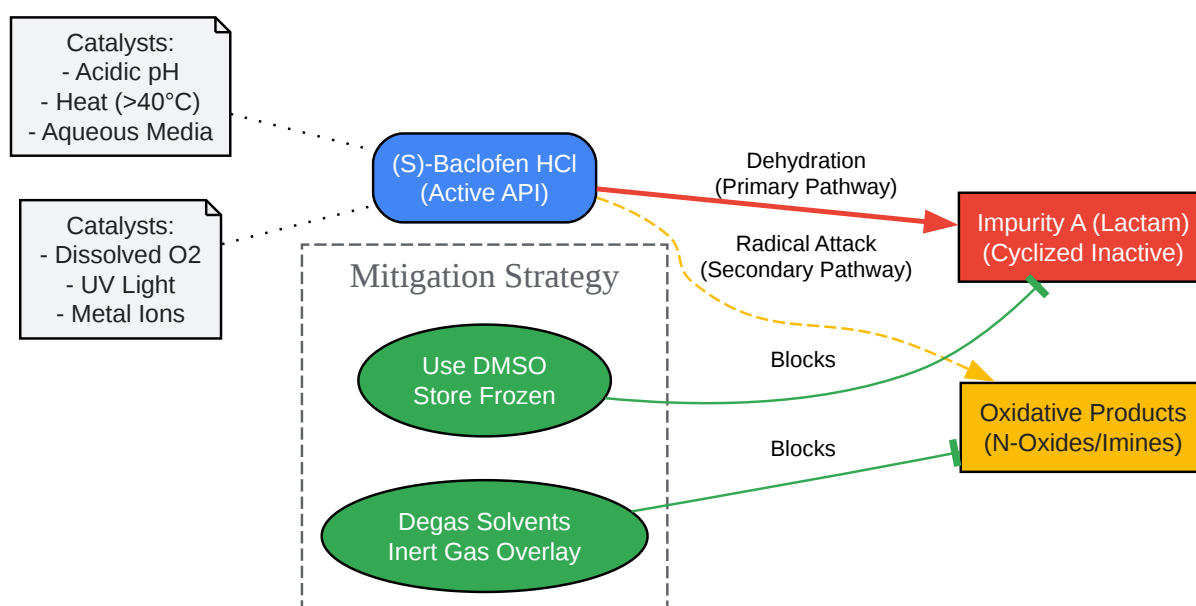 Catalysts:
- Acidic pH
- Heat (>40°C)
- Aqueous Media
Catalysts:
- Dissolved O2
- UV Light
- Metal Ions
(S)-Baclofen HCl
(Active API)
Dehydration
(Primary Pathway)
Radical Attack
(Secondary Pathway)
Impurity A (Lactam)
(Cyclized Inactive)
Mitigation Strategy
Use DMSO
Store Frozen
Blocks
Oxidative Products
(N-Oxides/Imines)
Blocks
Degas Solvents
Inert Gas Overlay